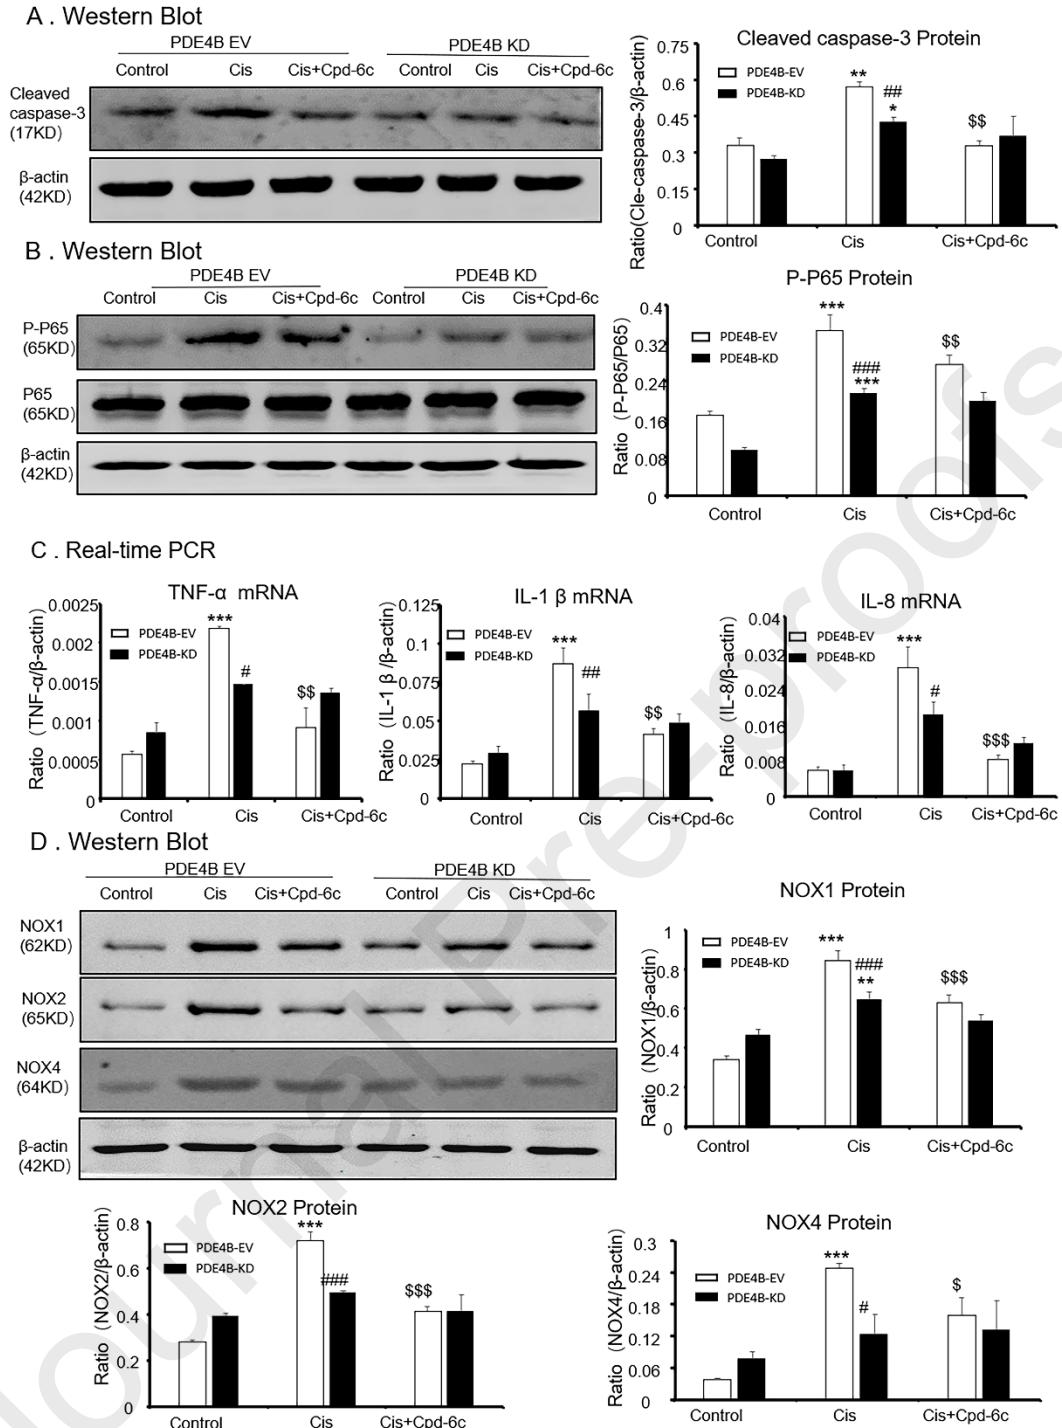 A . Western Blot
PDE4B EV
PDE4B KD
Control Cis Cis+Cpd-6c Control Cis Cis+Cpd-6c
Cleaved
caspase-3
(17KD)
β-actin
(42KD)
Cleaved caspase-3 Protein
Ratio(Cle-caspase-3/β-actin)
0.75
0.6
0.45
0.3
0.15
0
PDE4B-EV
PDE4B-KD
**
##
*
$$
Control Cis Cis+Cpd-6c
B . Western Blot
PDE4B EV
PDE4B KD
Control Cis Cis+Cpd-6c Control Cis Cis+Cpd-6c
P-P65
(65KD)
P65
(65KD)
β-actin
(42KD)
P-P65 Protein
Ratio（P-P65/P65）
0.4
0.32
0.24
0.16
0.08
0
PDE4B-EV
PDE4B-KD
***
###
***
$$
Control Cis Cis+Cpd-6c
C . Real-time PCR
TNF-α mRNA
Ratio（TNF-α/β-actin）
0.0025
0.002
0.0015
0.001
0.0005
0
PDE4B-EV
PDE4B-KD
***
#
$$
Control Cis Cis+Cpd-6c
IL-1 β mRNA
Ratio（IL-1 β/β-actin）
0.125
0.1
0.075
0.05
0.025
0
PDE4B-EV
PDE4B-KD
***
##
$$
Control Cis Cis+Cpd-6c
IL-8 mRNA
Ratio（IL-8/β-actin）
0.04
0.032
0.024
0.016
0.008
0
PDE4B-EV
PDE4B-KD
***
#
$$$
Control Cis Cis+Cpd-6c
D . Western Blot
PDE4B EV
PDE4B KD
Control Cis Cis+Cpd-6c Control Cis Cis+Cpd-6c
NOX1
(62KD)
NOX2
(65KD)
NOX4
(64KD)
β-actin
(42KD)
NOX1 Protein
Ratio（NOX1/β-actin）
1
0.8
0.6
0.4
0.2
0
PDE4B-EV
PDE4B-KD
***
###
**
$$$
Control Cis Cis+Cpd-6c
NOX2 Protein
Ratio（NOX2/β-actin）
0.8
0.6
0.4
0.2
0
PDE4B-EV
PDE4B-KD
***
###
$$$
Control Cis Cis+Cpd-6c
NOX4 Protein
Ratio（NOX4/β-actin）
0.3
0.24
0.18
0.12
0.06
0
PDE4B-EV
PDE4B-KD
***
#
$
Control Cis Cis+Cpd-6c
Journal Pre-proofs